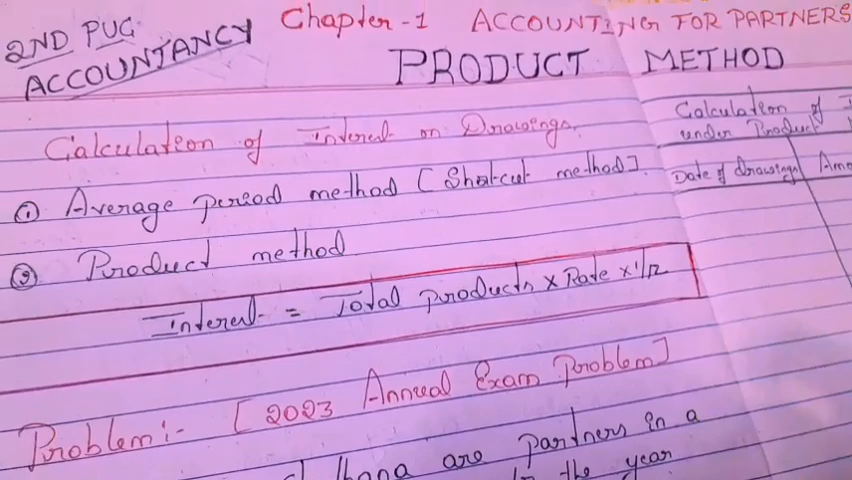 2ND PUC
ACCOUNTANCY
Chapter-1 ACCOUNTING FOR PARTNERS
PRODUCT METHOD
Calculation of Interest on Drawings.
① Average period method [Shortcut method].
② Product method
Interest = Total products × Rate × 1/12
Problem:- [2023 Annual Exam Problem]
are partners in a
the year
Calculation of
under Product
Date of drawings Amo